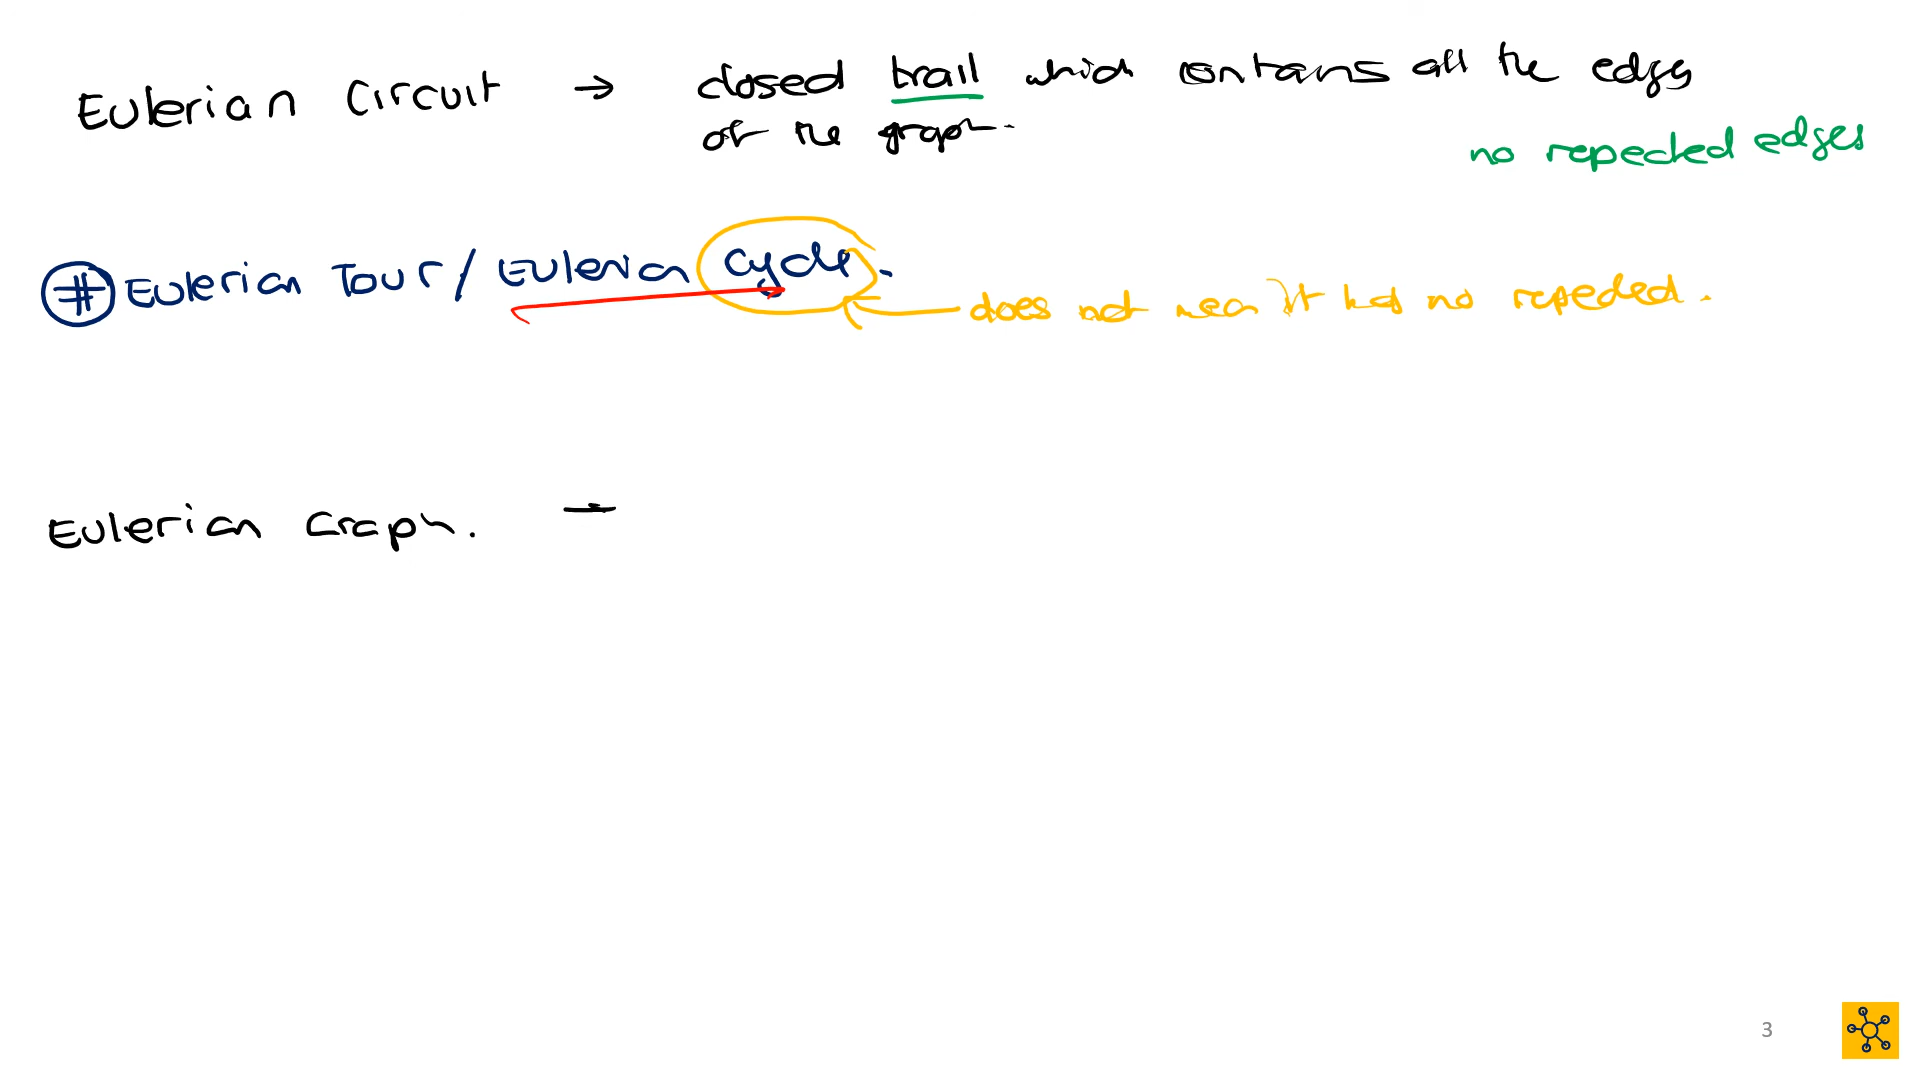 Eulerian Circuit → closed trail which contains all the edges
of the graph.
no repeated edges
# Eulerian Tour / Eulerian Cycle.
← does not mean it has no repeated.
Eulerian Graph. →
3